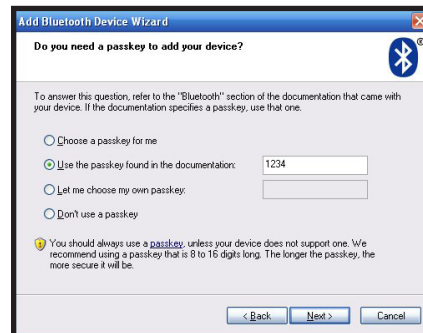 Add Bluetooth Device Wizard
Do you need a passkey to add your device?
®
To answer this question, refer to the "Bluetooth" section of the documentation that came with
your device. If the documentation specifies a passkey, use that one.
Choose a passkey for me
Use the passkey found in the documentation: 1234
Let me choose my own passkey:
Don't use a passkey
You should always use a passkey, unless your device does not support one. We
recommend using a passkey that is 8 to 16 digits long. The longer the passkey, the
more secure it will be.
< Back Next > Cancel